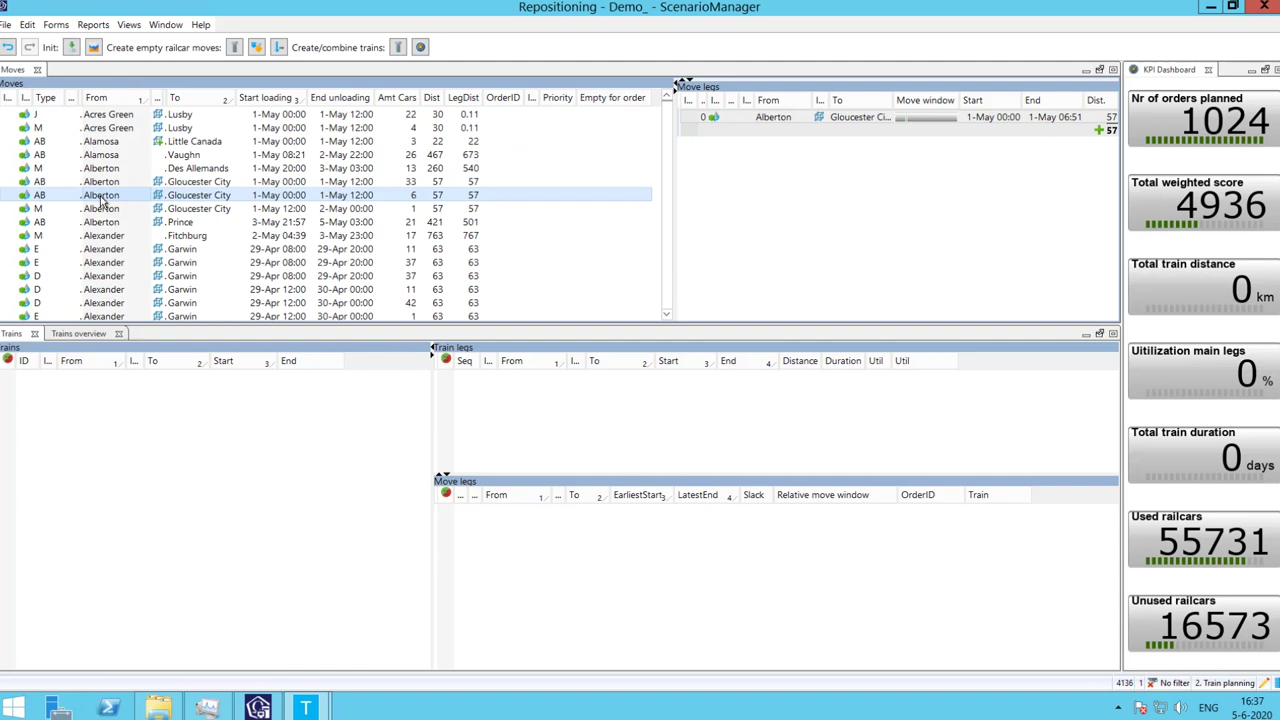 Repositioning - Demo_ - ScenarioManager
File Edit Forms Reports Views Window Help
Init: Create empty railcar moves: Create/combine trains:
Moves
Moves
I... I... Type ... From 1 ... To 2 Start loading 3 End unloading Amt Cars Dist LegDist OrderID I... Priority Empty for order
J . Acres Green . Lusby 1-May 00:00 1-May 12:00 22 30 0.11
M . Acres Green . Lusby 1-May 00:00 1-May 12:00 4 30 0.11
AB . Alamosa . Little Canada 1-May 00:00 1-May 12:00 3 22 22
AB . Alamosa . Vaughn 1-May 08:21 2-May 22:00 26 467 673
M . Alberton . Des Allemands 1-May 20:00 3-May 03:00 13 260 540
AB . Alberton . Gloucester City 1-May 00:00 1-May 12:00 33 57 57
AB . Alberton . Gloucester City 1-May 00:00 1-May 12:00 6 57 57
M . Alberton . Gloucester City 1-May 12:00 2-May 00:00 1 57 57
AB . Alberton . Prince 3-May 21:57 5-May 03:00 21 421 501
M . Alexander . Fitchburg 2-May 04:39 3-May 23:00 17 763 767
E . Alexander . Garwin 29-Apr 08:00 29-Apr 20:00 11 63 63
E . Alexander . Garwin 29-Apr 08:00 29-Apr 20:00 37 63 63
D . Alexander . Garwin 29-Apr 08:00 29-Apr 20:00 37 63 63
D . Alexander . Garwin 29-Apr 12:00 30-Apr 00:00 11 63 63
D . Alexander . Garwin 29-Apr 12:00 30-Apr 00:00 42 63 63
E . Alexander . Garwin 29-Apr 12:00 30-Apr 00:00 1 63 63
Move legs
I... .. I... ... I... From I... To Move window Start End Dist.
0 Alberton Gloucester Ci... 1-May 00:00 1-May 06:51 57
57
Trains Trains overview
Trains
ID I... From 1 I... To 2 Start 3 End
Train legs
Seq I... From 1 I... To 2 Start 3 End 4 Distance Duration Util Util
Move legs
... ... From 1 ... To 2 EarliestStart 3 LatestEnd 4 Slack Relative move window OrderID Train
KPI Dashboard
Nr of orders planned
1024
Total weighted score
4936
Total train distance
0 km
Uitilization main legs
0 %
Total train duration
0 days
Used railcars
55731
Unused railcars
16573
4136 1 No filter 2. Train planning
T
ENG
16:37
5-6-2020